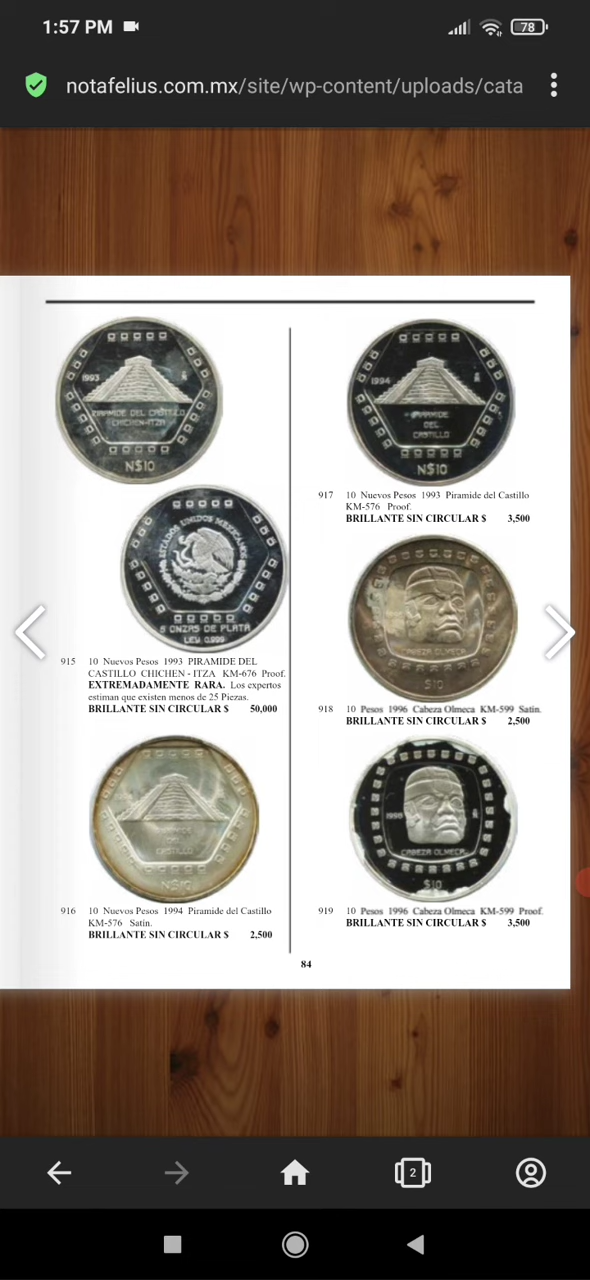 1:57 PM
78
notafelius.com.mx/site/wp-content/uploads/cata
1993
PIRAMIDE DEL CASTILLO
CHICHEN-ITZA
N$10
ESTADOS UNIDOS MEXICANOS
5 ONZAS DE PLATA
LEY 0.999
915 10 Nuevos Pesos 1993 PIRAMIDE DEL
CASTILLO CHICHEN - ITZA KM-676 Proof.
EXTREMADAMENTE RARA. Los expertos
estiman que existen menos de 25 Piezas.
BRILLANTE SIN CIRCULAR $ 50,000
CASTILLO
N$10
916 10 Nuevos Pesos 1994 Piramide del Castillo
KM-576 Satin.
BRILLANTE SIN CIRCULAR $ 2,500
1994
PIRAMIDE
DEL
CASTILLO
N$10
917 10 Nuevos Pesos 1993 Piramide del Castillo
KM-576 Proof.
BRILLANTE SIN CIRCULAR $ 3,500
CABEZA OLMECA
$10
918 10 Pesos 1996 Cabeza Olmeca KM-599 Satin.
BRILLANTE SIN CIRCULAR $ 2,500
1998
CABEZA OLMECA
$10
919 10 Pesos 1996 Cabeza Olmeca KM-599 Proof.
BRILLANTE SIN CIRCULAR $ 3,500
84
2